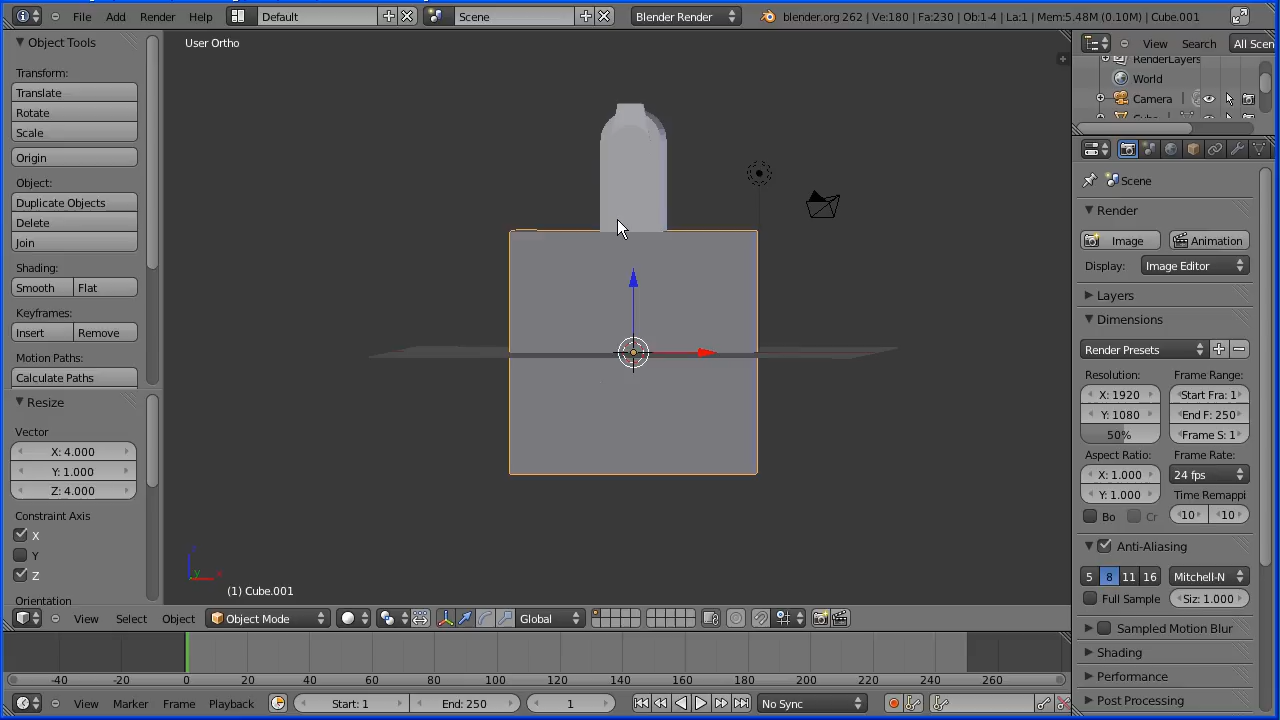 File Add Render Help Default Scene Blender Render blender.org 262 | Ve:180 | Fa:230 | Ob:1-4 | La:1 | Mem:5.48M (0.10M) | Cube.001
Object Tools
Transform:
Translate
Rotate
Scale
Origin
Object:
Duplicate Objects
Delete
Join
Shading:
Smooth Flat
Keyframes:
Insert Remove
Motion Paths:
Calculate Paths
Resize
Vector
X: 4.000
Y: 1.000
Z: 4.000
Constraint Axis
X
Y
Z
Orientation
User Ortho
(1) Cube.001
View Select Object Object Mode Global
-40 -20 0 20 40 60 80 100 120 140 160 180 200 220 240 260
View Marker Frame Playback Start: 1 End: 250 1 No Sync
View Search All Scen
RenderLayers
World
Camera
Scene
Render
Image Animation
Display: Image Editor
Layers
Dimensions
Render Presets
Resolution: Frame Range:
X: 1920 Start Fra: 1
Y: 1080 End F: 250
50% Frame S: 1
Aspect Ratio: Frame Rate:
X: 1.000 24 fps
Y: 1.000 Time Remappi
Bo Cr 10 10
Anti-Aliasing
5 8 11 16 Mitchell-N
Full Sample Siz: 1.000
Sampled Motion Blur
Shading
Performance
Post Processing